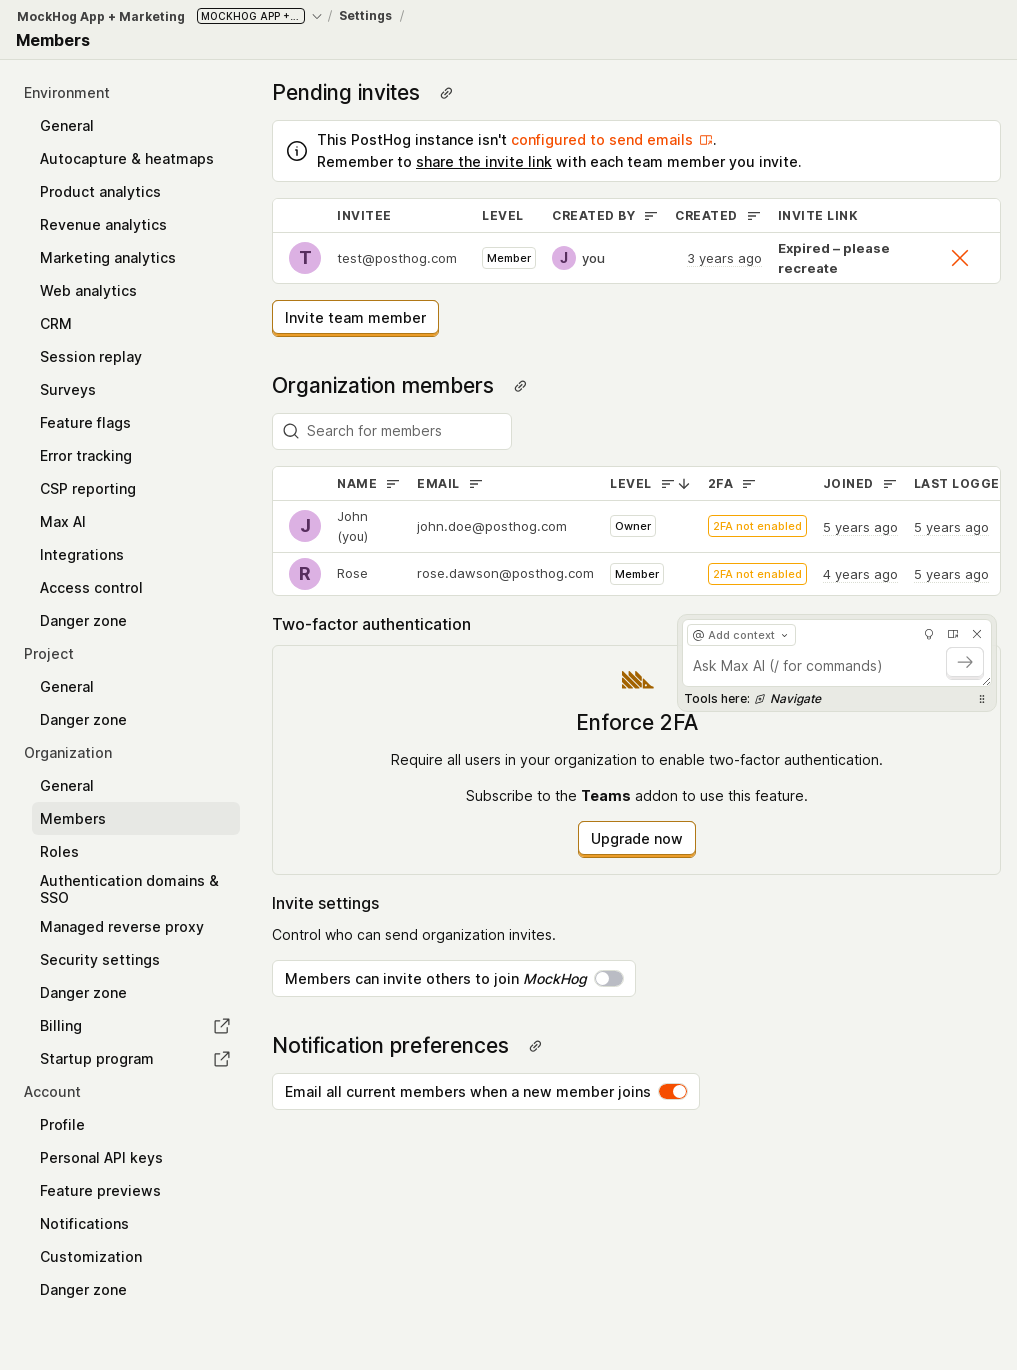 MockHog App + Marketing MOCKHOG APP +... / Settings /
Members
Environment
General
Autocapture & heatmaps
Product analytics
Revenue analytics
Marketing analytics
Web analytics
CRM
Session replay
Surveys
Feature flags
Error tracking
CSP reporting
Max AI
Integrations
Access control
Danger zone
Project
General
Danger zone
Organization
General
Members
Roles
Authentication domains &
SSO
Managed reverse proxy
Security settings
Danger zone
Billing
Startup program
Account
Profile
Personal API keys
Feature previews
Notifications
Customization
Danger zone
Pending invites
This PostHog instance isn't configured to send emails.
Remember to share the invite link with each team member you invite.
INVITEE LEVEL CREATED BY CREATED INVITE LINK
T test@posthog.com Member J you 3 years ago Expired – please
recreate
Invite team member
Organization members
Search for members
NAME EMAIL LEVEL 2FA JOINED LAST LOGGE
J John
(you) john.doe@posthog.com Owner 2FA not enabled 5 years ago 5 years ago
R Rose rose.dawson@posthog.com Member 2FA not enabled 4 years ago 5 years ago
Two-factor authentication
@ Add context
Ask Max AI (/ for commands)
Tools here: Navigate
Enforce 2FA
Require all users in your organization to enable two-factor authentication.
Subscribe to the Teams addon to use this feature.
Upgrade now
Invite settings
Control who can send organization invites.
Members can invite others to join MockHog
Notification preferences
Email all current members when a new member joins